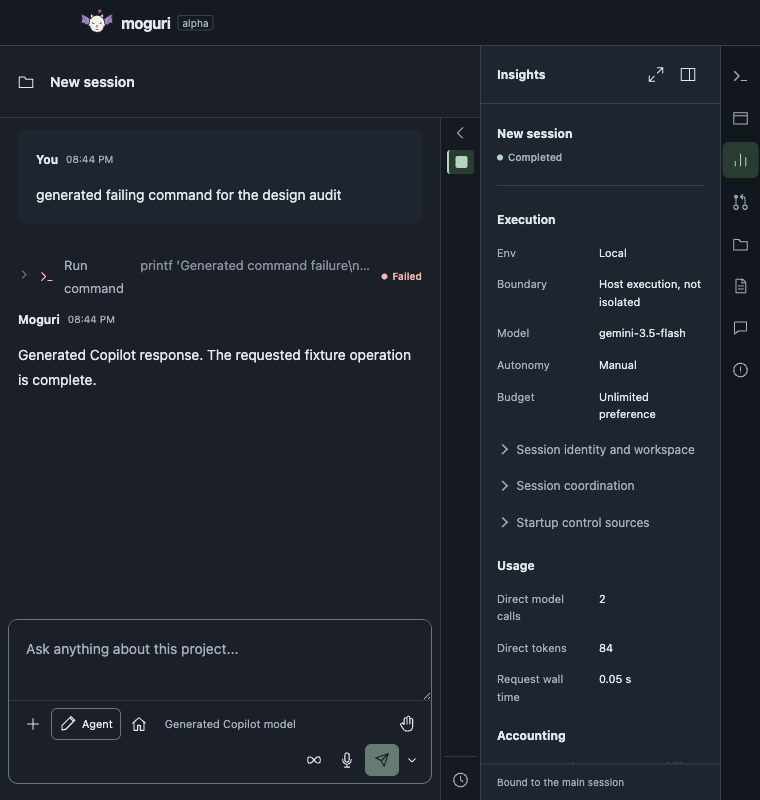 moguri alpha
New session
You 08:44 PM
generated failing command for the design audit
Run command
printf 'Generated command failure\n...
Failed
Moguri 08:44 PM
Generated Copilot response. The requested fixture operation
is complete.
Ask anything about this project...
Agent
Generated Copilot model
Insights
New session
Completed
Execution
Env Local
Boundary Host execution, not
isolated
Model gemini-3.5-flash
Autonomy Manual
Budget Unlimited
preference
Session identity and workspace
Session coordination
Startup control sources
Usage
Direct model 2
calls
Direct tokens 84
Request wall 0.05 s
time
Accounting
Bound to the main session